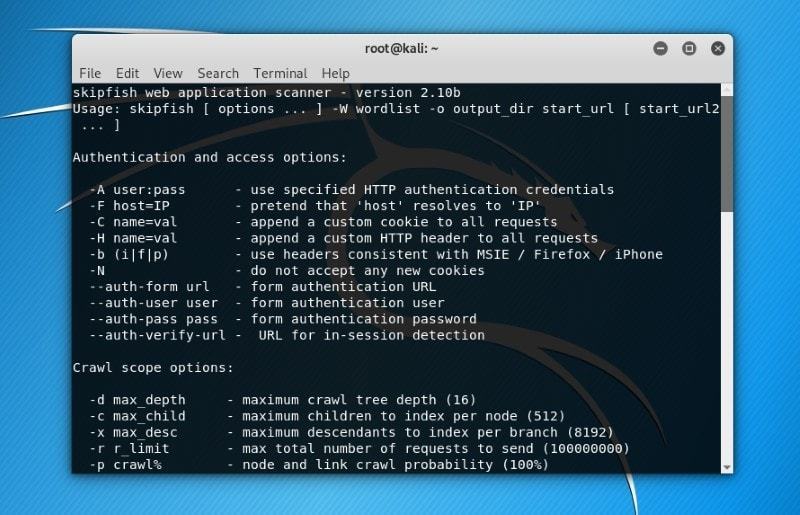 root@kali: ~
File Edit View Search Terminal Help
skipfish web application scanner - version 2.10b
Usage: skipfish [ options ... ] -W wordlist -o output_dir start_url [ start_url2
 ... ]
Authentication and access options:
-A user:pass - use specified HTTP authentication credentials
-F host=IP - pretend that 'host' resolves to 'IP'
-C name=val - append a custom cookie to all requests
-H name=val - append a custom HTTP header to all requests
-b (i|f|p) - use headers consistent with MSIE / Firefox / iPhone
-N - do not accept any new cookies
--auth-form url - form authentication URL
--auth-user user - form authentication user
--auth-pass pass - form authentication password
--auth-verify-url - URL for in-session detection
Crawl scope options:
-d max_depth - maximum crawl tree depth (16)
-c max_child - maximum children to index per node (512)
-x max_desc - maximum descendants to index per branch (8192)
-r r_limit - max total number of requests to send (100000000)
-p crawl% - node and link crawl probability (100%)